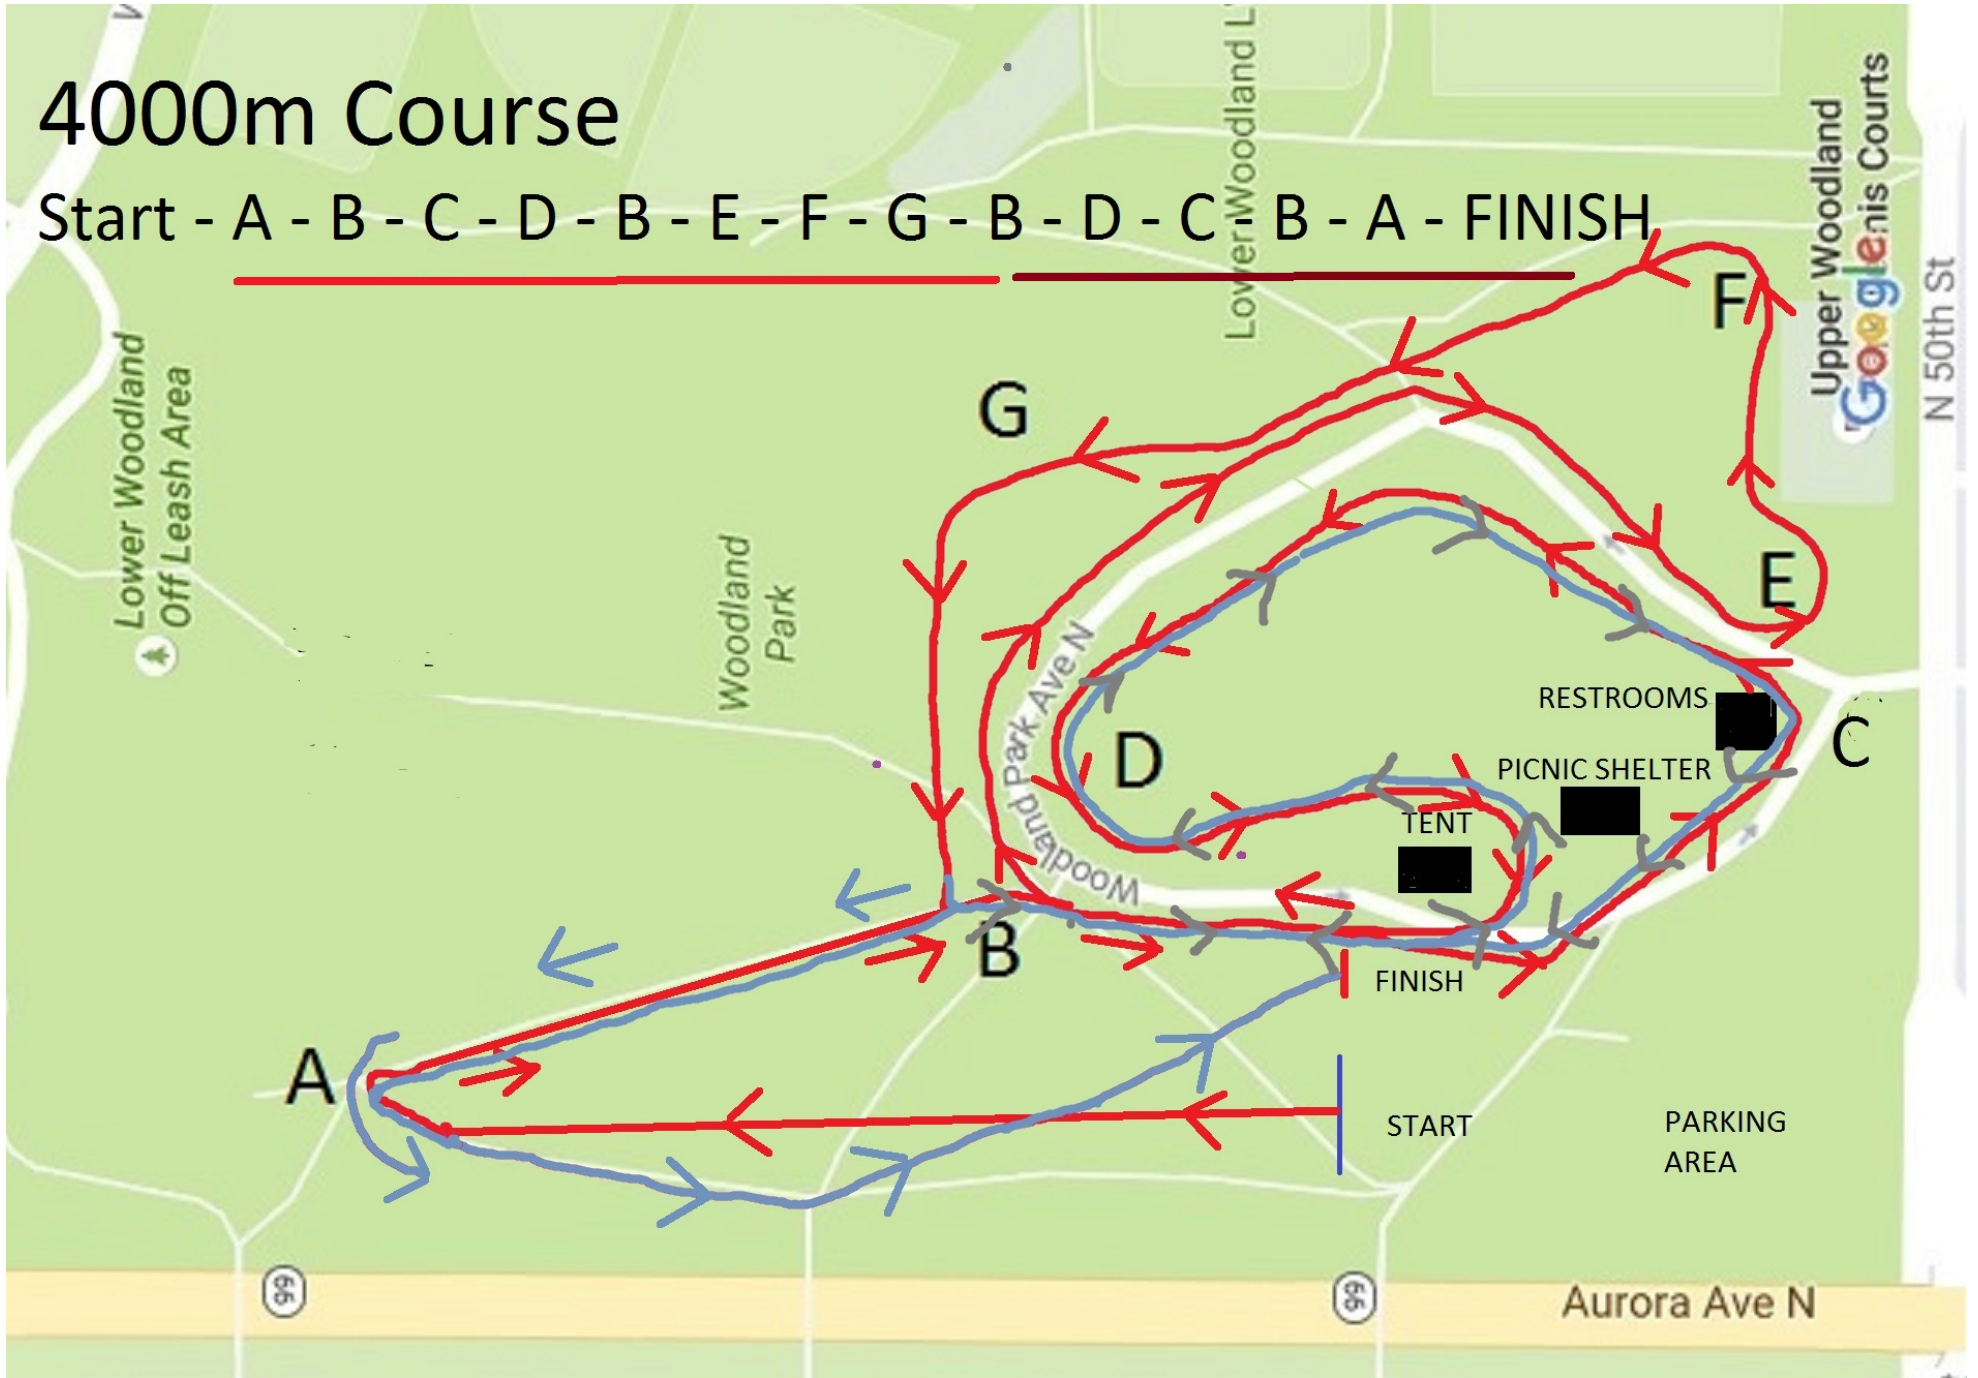 4000m Course
Start - A - B - C - D - B - E - F - G - B - D - C - B - A - FINISH
Lower Woodland
Upper Woodland
Tennis Courts
Google
N 50th St
F
G
Lower Woodland
Off Leash Area
Woodland
Park
E
Woodland Park Ave N
RESTROOMS
C
D
PICNIC SHELTER
TENT
B
FINISH
A
START
PARKING
AREA
99
99
Aurora Ave N